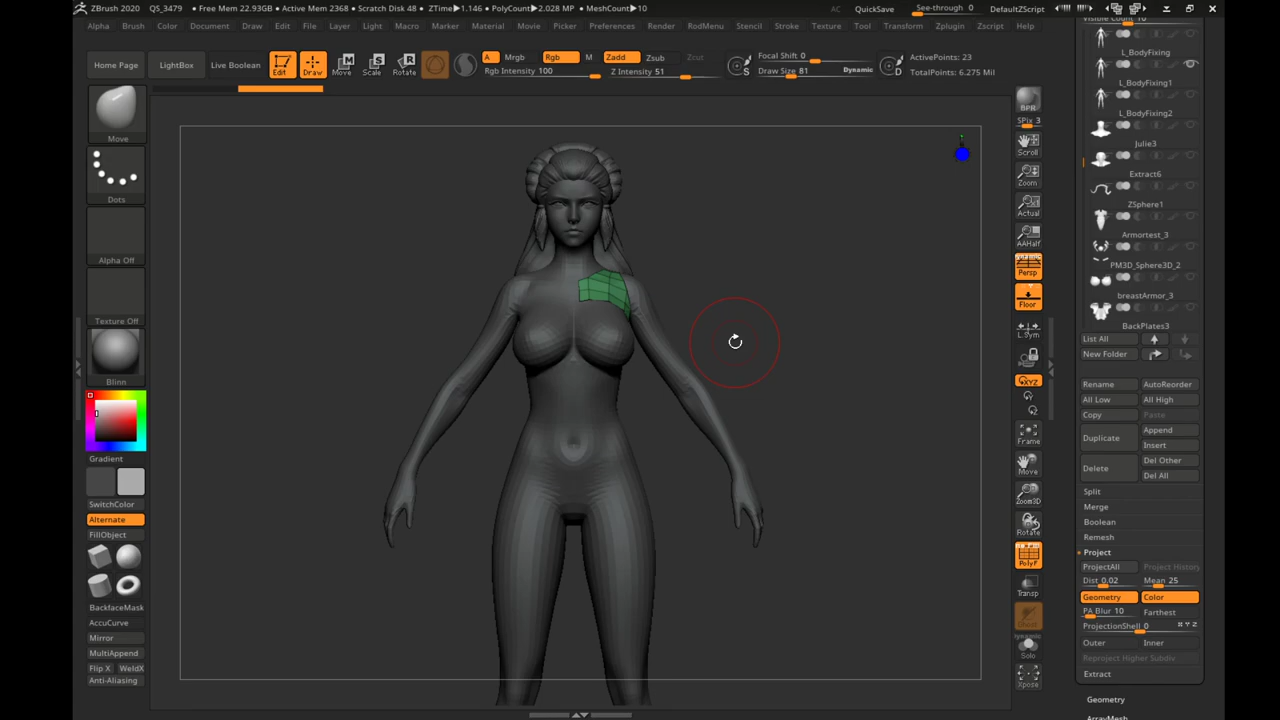 ZBrush 2020 QS_3479 • Free Mem 22.93GB • Active Mem 2368 • Scratch Disk 48 • ZTime▶1.146 • PolyCount▶2.028 MP • MeshCount▶10 AC QuickSave See-through 0 DefaultZScript
Alpha Brush Color Document Draw Edit File Layer Light Macro Marker Material Movie Picker Preferences Render RodMenu Stencil Stroke Texture Tool Transform Zplugin Zscript Help
Home Page LightBox Live Boolean Edit Draw Move Scale Rotate
A Mrgb Rgb M Zadd Zsub Zcut
Rgb Intensity 100 Z Intensity 51
S Focal Shift 0
Draw Size 81 Dynamic D
ActivePoints: 23
TotalPoints: 6.275 Mil
Move
Dots
Alpha Off
Texture Off
Blinn
Gradient
SwitchColor
Alternate
FillObject
BackfaceMask
AccuCurve
Mirror
MultiAppend
Flip X WeldX
Anti-Aliasing
BPR
SPix 3
Scroll
Zoom
Actual
AAHalf
Dynamic
Persp
Floor
L.Sym
XYZ
Frame
Move
Zoom3D
Rotate
PolyF
Transp
Ghost
Dynamic
Solo
Xpose
Visible Count 10
L_BodyFixing
L_BodyFixing1
L_BodyFixing2
Julie3
Extract6
ZSphere1
Armortest_3
PM3D_Sphere3D_2
breastArmor_3
BackPlates3
List All
New Folder
Rename AutoReorder
All Low All High
Copy Paste
Duplicate Append
Insert
Delete Del Other
Del All
Split
Merge
Boolean
Remesh
Project
ProjectAll Project History
Dist 0.02 Mean 25
Geometry Color
PA Blur 10 Farthest
ProjectionShell 0 X Y Z
Outer Inner
Reproject Higher Subdiv
Extract
Geometry
ArrayMesh